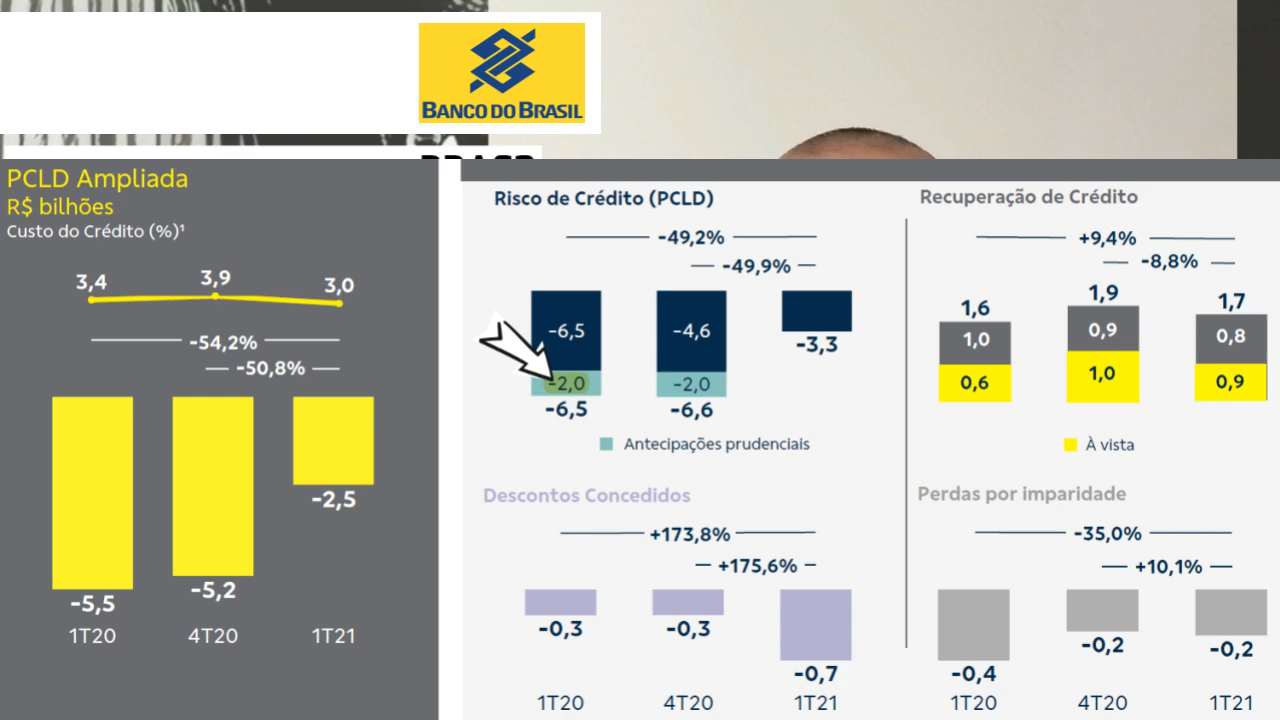 BANCO DO BRASIL
PCLD Ampliada
R$ bilhões
Custo do Crédito (%)¹
3,4
3,9
3,0
-54,2%
-50,8%
-5,5
-5,2
-2,5
1T20
4T20
1T21
Risco de Crédito (PCLD)
-49,2%
-49,9%
-6,5
-4,6
-3,3
-2,0
-2,0
-6,5
-6,6
Antecipações prudenciais
Recuperação de Crédito
+9,4%
-8,8%
1,6
1,9
1,7
1,0
0,9
0,8
0,6
1,0
0,9
À vista
Descontos Concedidos
+173,8%
+175,6%
-0,3
-0,3
-0,7
1T20
4T20
1T21
Perdas por imparidade
-35,0%
+10,1%
-0,4
-0,2
-0,2
1T20
4T20
1T21